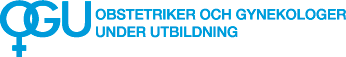 OGU OBSTETRIKER OCH GYNEKOLOGER
UNDER UTBILDNING